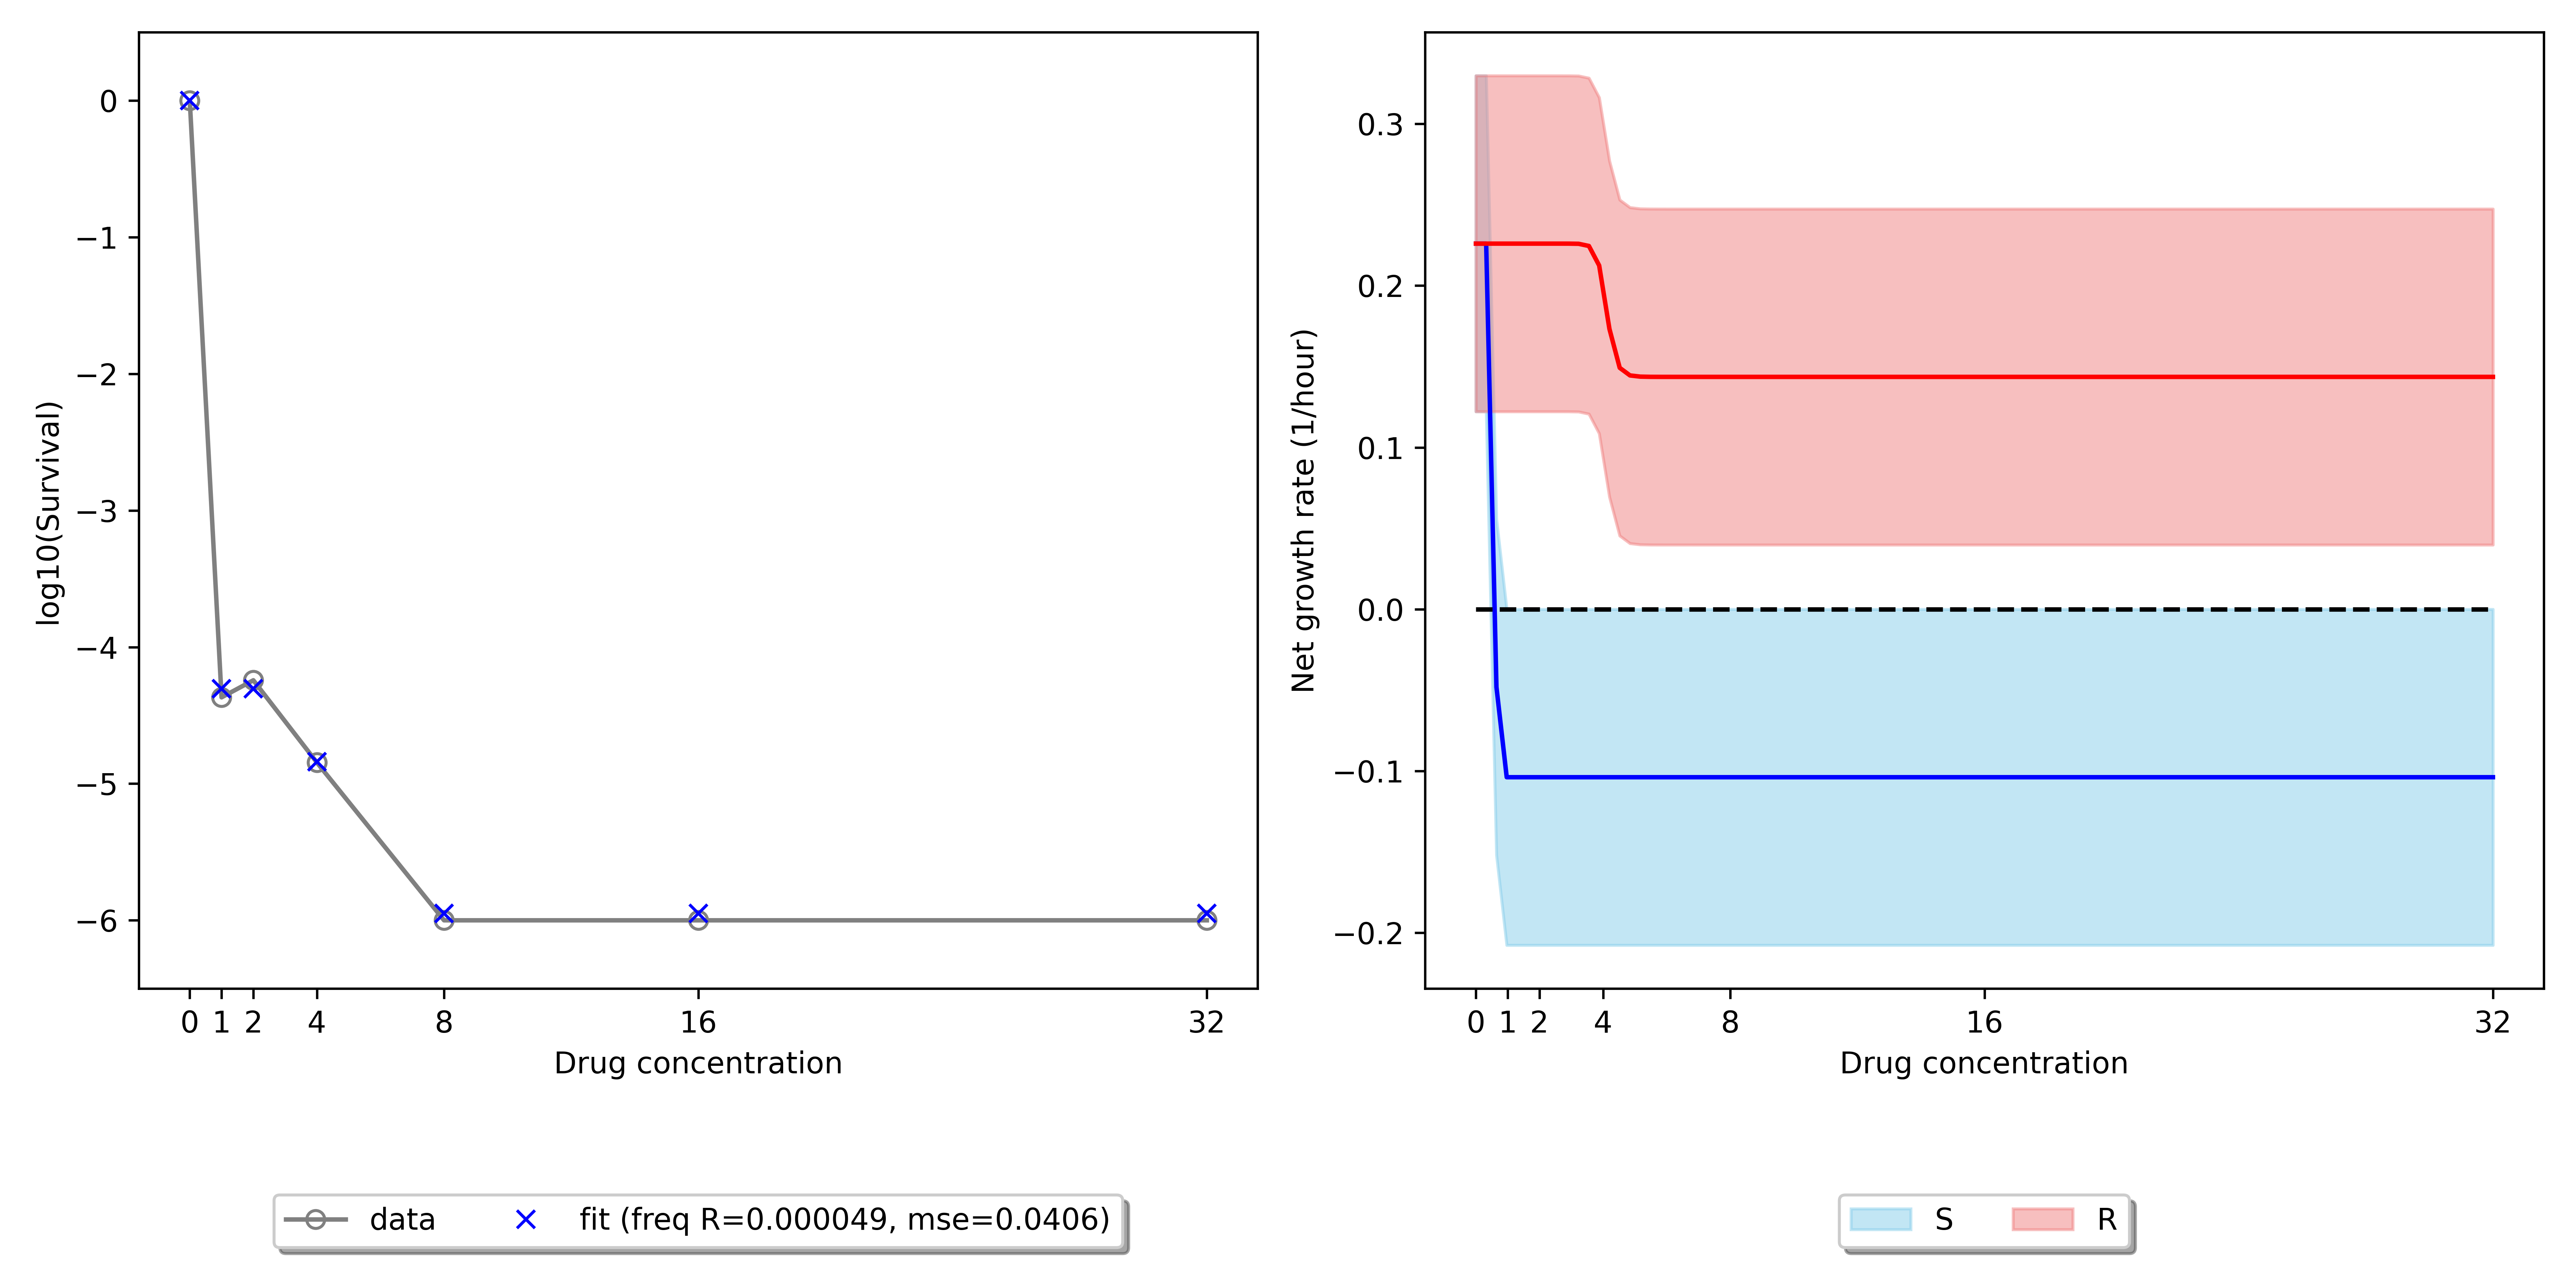 0
−1
−2
−3
−4
−5
−6
log10(Survival)
0 1 2 4 8 16 32
Drug concentration
data
fit (freq R=0.000049, mse=0.0406)
0.3
0.2
0.1
0.0
−0.1
−0.2
Net growth rate (1/hour)
0 1 2 4 8 16 32
Drug concentration
S R